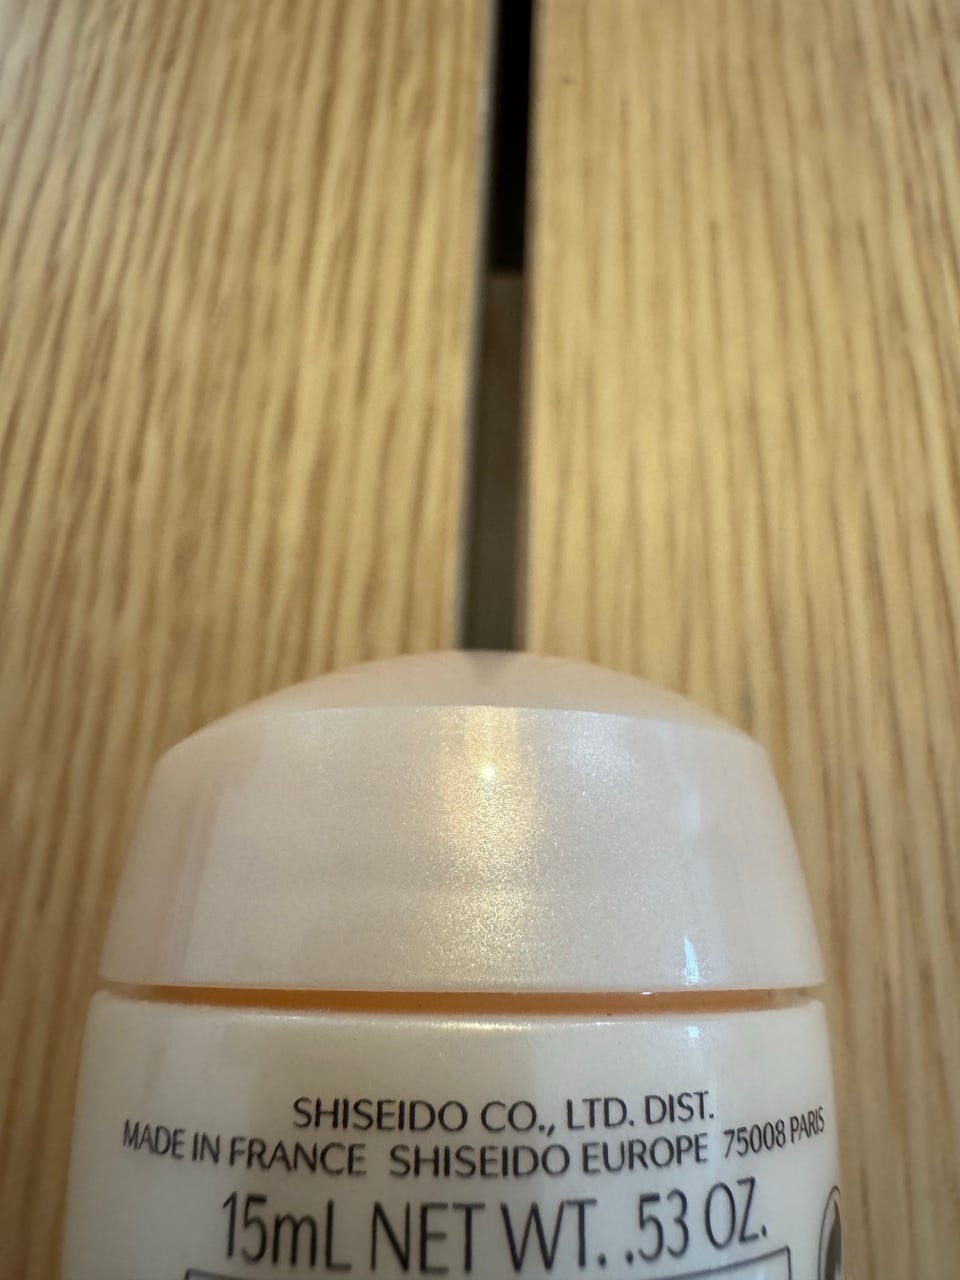 SHISEIDO CO., LTD. DIST.
MADE IN FRANCE SHISEIDO EUROPE 75008 PARIS
15mL NET WT. .53 OZ.